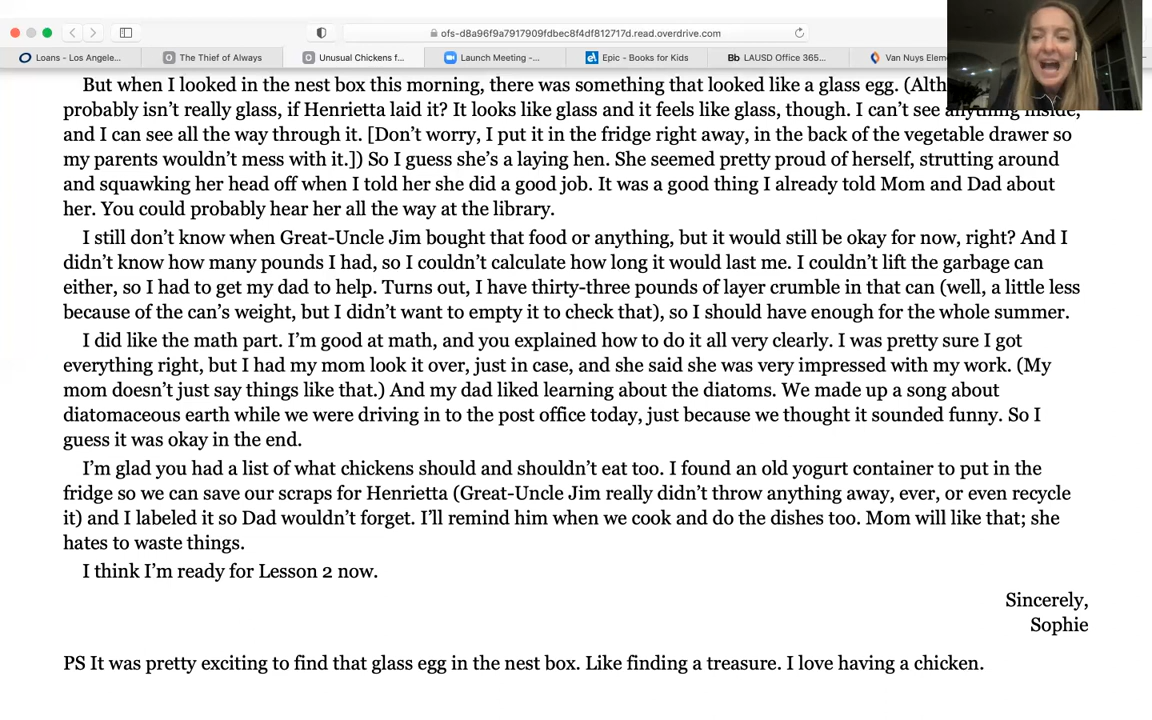 ofs-d8a96f9a7917909fdbec8f4df812717d.read.overdrive.com
Loans - Los Angele...
The Thief of Always
Unusual Chickens f...
Launch Meeting -...
Epic - Books for Kids
Bb LAUSD Office 365...
Van Nuys Elem
But when I looked in the nest box this morning, there was something that looked like a glass egg. (Alth
probably isn't really glass, if Henrietta laid it? It looks like glass and it feels like glass, though. I can't see anything inside,
and I can see all the way through it. [Don't worry, I put it in the fridge right away, in the back of the vegetable drawer so
my parents wouldn't mess with it.]) So I guess she's a laying hen. She seemed pretty proud of herself, strutting around
and squawking her head off when I told her she did a good job. It was a good thing I already told Mom and Dad about
her. You could probably hear her all the way at the library.
I still don't know when Great-Uncle Jim bought that food or anything, but it would still be okay for now, right? And I
didn't know how many pounds I had, so I couldn't calculate how long it would last me. I couldn't lift the garbage can
either, so I had to get my dad to help. Turns out, I have thirty-three pounds of layer crumble in that can (well, a little less
because of the can's weight, but I didn't want to empty it to check that), so I should have enough for the whole summer.
I did like the math part. I'm good at math, and you explained how to do it all very clearly. I was pretty sure I got
everything right, but I had my mom look it over, just in case, and she said she was very impressed with my work. (My
mom doesn't just say things like that.) And my dad liked learning about the diatoms. We made up a song about
diatomaceous earth while we were driving in to the post office today, just because we thought it sounded funny. So I
guess it was okay in the end.
I'm glad you had a list of what chickens should and shouldn't eat too. I found an old yogurt container to put in the
fridge so we can save our scraps for Henrietta (Great-Uncle Jim really didn't throw anything away, ever, or even recycle
it) and I labeled it so Dad wouldn't forget. I'll remind him when we cook and do the dishes too. Mom will like that; she
hates to waste things.
I think I'm ready for Lesson 2 now.
Sincerely,
Sophie
PS It was pretty exciting to find that glass egg in the nest box. Like finding a treasure. I love having a chicken.